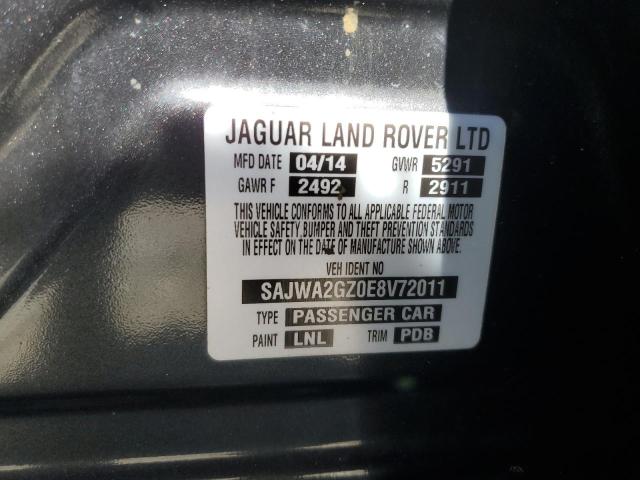 JAGUAR LAND ROVER LTD
MFD DATE 04/14 GVWR 5291
GAWR F 2492 R 2911
THIS VEHICLE CONFORMS TO ALL APPLICABLE FEDERAL MOTOR
VEHICLE SAFETY, BUMPER AND THEFT PREVENTION STANDARDS
IN EFFECT ON THE DATE OF MANUFACTURE SHOWN ABOVE.
VEH IDENT NO
SAJWA2GZ0E8V72011
TYPE PASSENGER CAR
PAINT LNL TRIM PDB